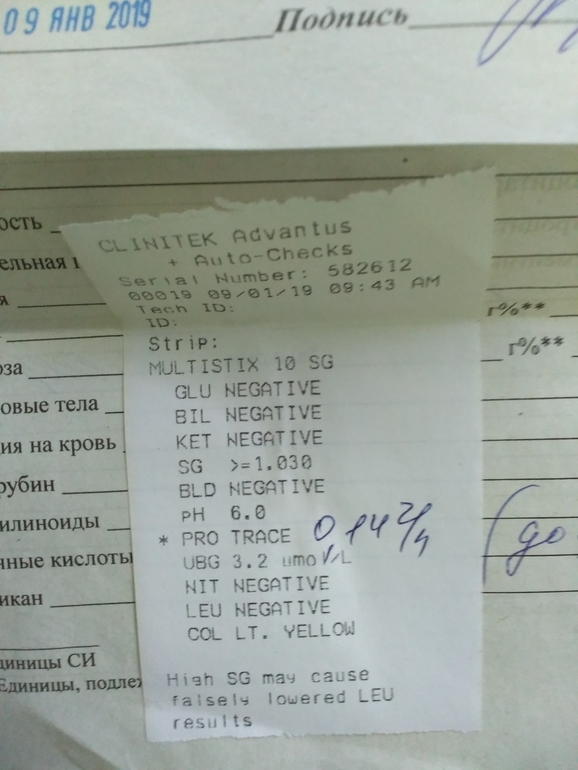 09 ЯНВ 2019
Подпись
CLINITEK Advantus
+ Auto-Checks
Serial Number: 582612
00019 09/01/19 09:43 AM
Tech ID:
ID:
Strip:
MULTISTIX 10 SG
GLU NEGATIVE
BIL NEGATIVE
KET NEGATIVE
SG >=1.030
BLD NEGATIVE
pH 6.0
* PRO TRACE 014 г/л
UBG 3.2 umol/L
NIT NEGATIVE
LEU NEGATIVE
COL LT. YELLOW
High SG may cause
falsely lowered LEU
results
ость
ельная
я
г%**
оза
г%**
овые тела
ия на кровь
рубин
илиноиды
(до
ные кислоты
икан
диницы СИ
Единицы, подле